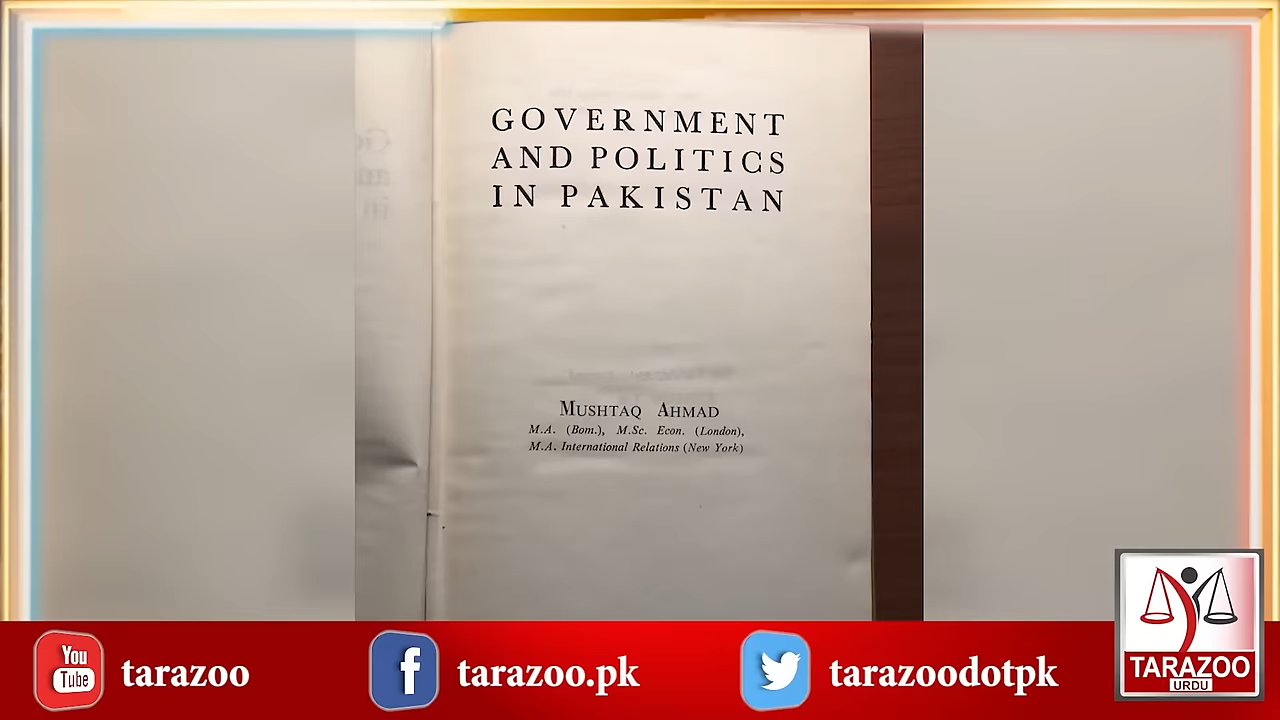 GOVERNMENT
AND POLITICS
IN PAKISTAN
MUSHTAQ AHMAD
M.A. (Bom.), M.Sc. Econ. (London),
M.A. International Relations (New York)
You
Tube
tarazoo
f
tarazoo.pk
tarazoodotpk
TARAZOO
URDU